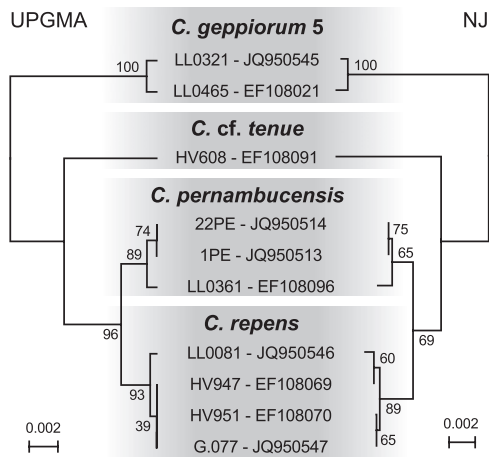 UPGMA NJ
C. geppiorum 5
100 LL0321 - JQ950545 100
LL0465 - EF108021
C. cf. tenue
HV608 - EF108091
C. pernambucensis
74 22PE - JQ950514 75
89 1PE - JQ950513 65
LL0361 - EF108096
C. repens
96 69
LL0081 - JQ950546 60
HV947 - EF108069
93 89
HV951 - EF108070
39 65
G.077 - JQ950547
0.002 0.002